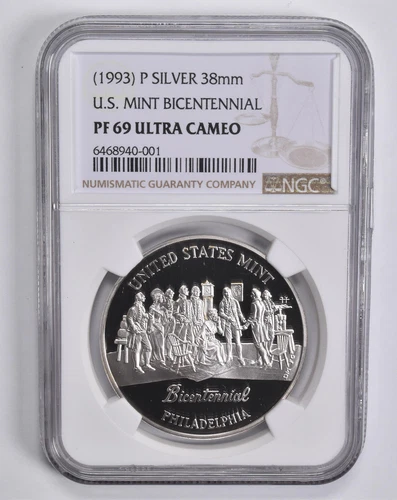 (1993) P SILVER 38mm
U.S. MINT BICENTENNIAL
PF 69 ULTRA CAMEO
6468940-001
NUMISMATIC GUARANTY COMPANY
NGC
UNITED STATES MINT
Bicentennial
PHILADELPHIA